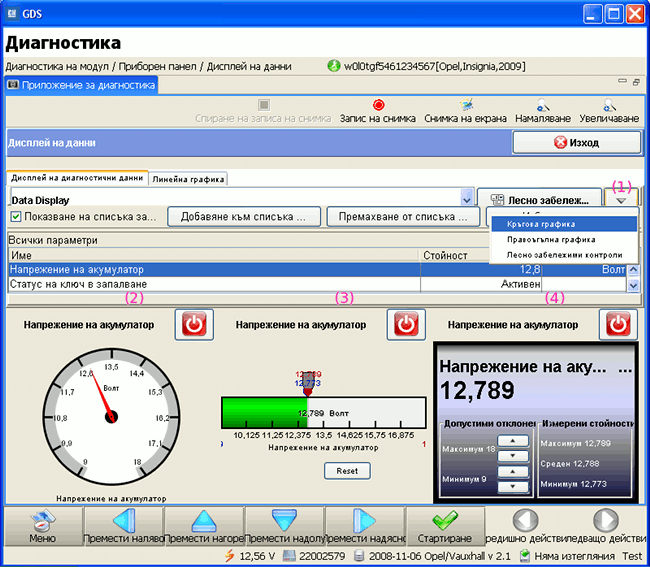 GDS
Диагностика
Диагностика на модул / Приборен панел / Дисплей на данни w0l0tgf5461234567[Opel,Insignia,2009]
Приложение за диагностика
Спиране на записа на снимка Запис на снимка Снимка на екрана Намаляване Увеличаване
Дисплей на данни Изход
Дисплей на диагностични данни Линейна графика
(1)
Data Display Лесно забележ...
Показване на списъка за... Добавяне към списъка ... Премахване от списъка ...
Кръгова графика
Правоъгълна графика
Лесно забележими контроли
Всички параметри
Име Стойност
Напрежение на акумулатор 12,8 Волт
Статус на ключ в запалване Активен
(2) (3) (4)
Напрежение на акумулатор Напрежение на акумулатор Напрежение на акумулатор
12,6 13,5 14,4
11,7 15,3
10,8 16,2
9,9 17,1
9 18
Волт
Напрежение на акумулатор
12,789
12,773
12,789 Волт
10,125 11,25 12,375 13,5 14,625 15,75 16,875
Напрежение на акумулатор
Reset
Напрежение на аку... ...
12,789
Допустими отклонен Измерени стойности
Максимум 18 Максимум 12,789
Среден 12,788
Минимум 9 Минимум 12,773
Меню Премести наляво Премести нагоре Премести надолу Премести надясно Стартиране редишно действи ледващо действи
12,56 V 22002579 2008-11-06 Opel/Vauxhall v 2.1 Няма изтегляния Test